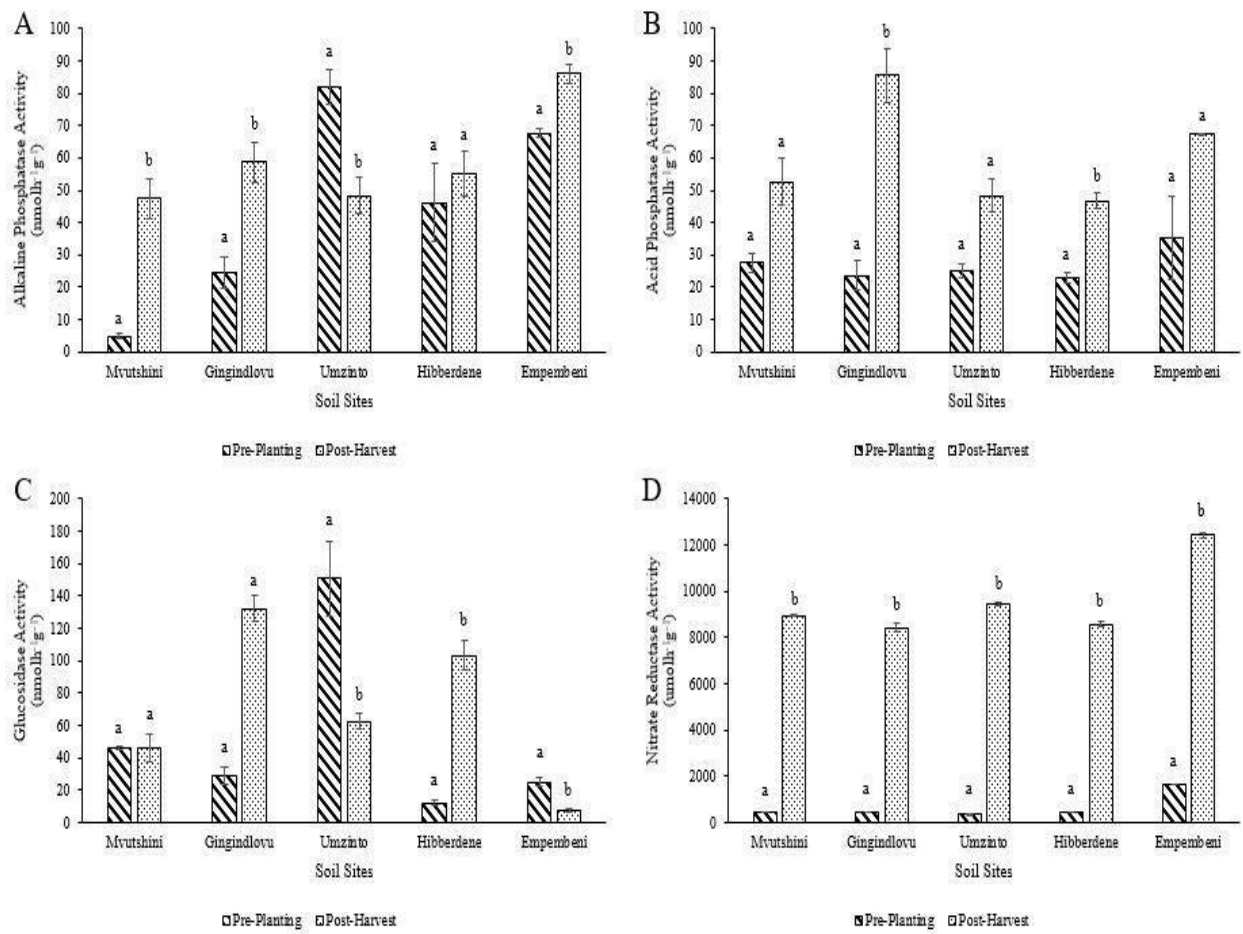 A
Alkaline Phosphatase Activity
(nmolh⁻¹g⁻¹)
100
90
80
70
60
50
40
30
20
10
0
a b a b a b a a a b
Mvutshini Gingindlovu Umzinto Hibberdene Empembeni
Soil Sites
Pre-Planting Post-Harvest
B
Acid Phosphatase Activity
(nmolh⁻¹g⁻¹)
100
90
80
70
60
50
40
30
20
10
0
a a a b a a a b a a
Mvutshini Gingindlovu Umzinto Hibberdene Empembeni
Soil Sites
Pre-Planting Post-Harvest
C
Glucosidase Activity
(nmolh⁻¹g⁻¹)
200
180
160
140
120
100
80
60
40
20
0
a a a a a b a b a b
Mvutshini Gingindlovu Umzinto Hibberdene Empembeni
Soil Sites
Pre-Planting Post-Harvest
D
Nitrate Reductase Activity
(umolh⁻¹g⁻¹)
14000
12000
10000
8000
6000
4000
2000
0
a b a b a b a b a b
Mvutshini Gingindlovu Umzinto Hibberdene Empembeni
Soil Sites
Pre-Planting Post-Harvest